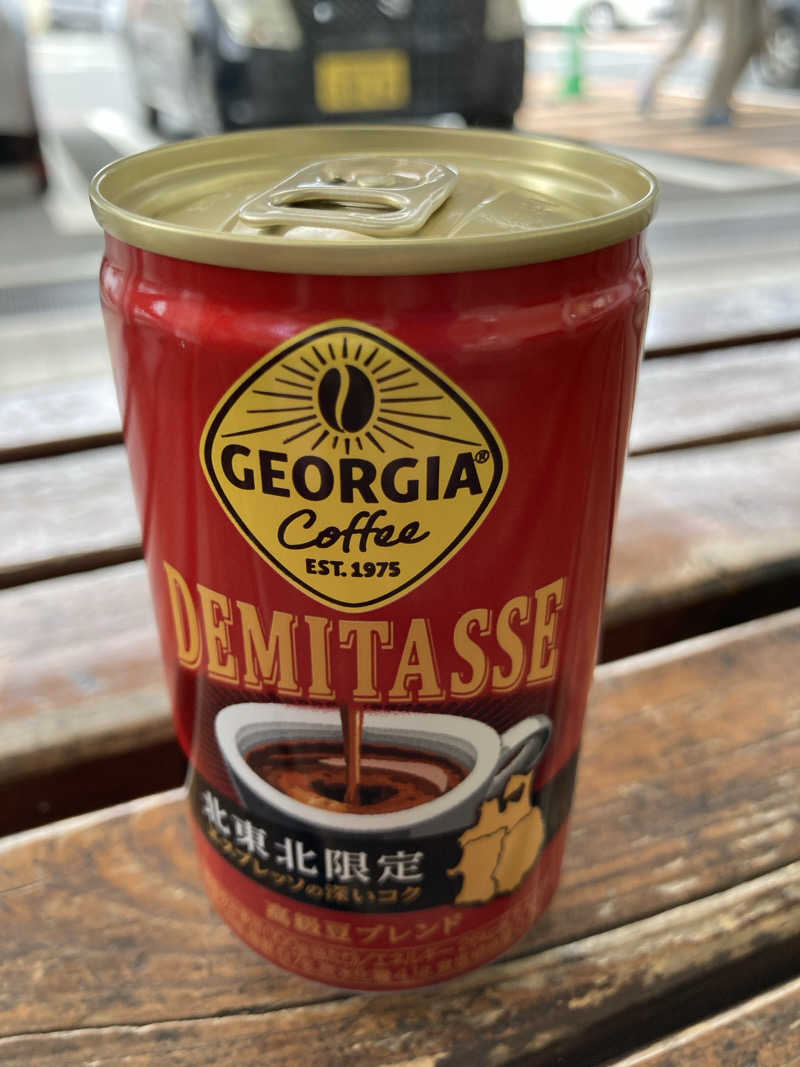 GEORGIA®
Coffee
EST. 1975
DEMITASSE
北東北限定
エスプレッソの深いコク
高級豆ブレンド